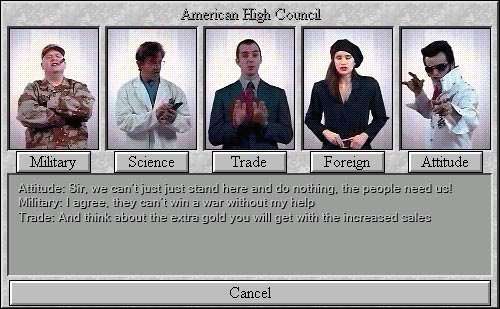 American High Council
Military Science Trade Foreign Attitude
Attitude: Sir, we can't just just stand here and do nothing, the people need us!
Military: I agree, they can't win a war without my help
Trade: And think about the extra gold you will get with the increased sales
Cancel